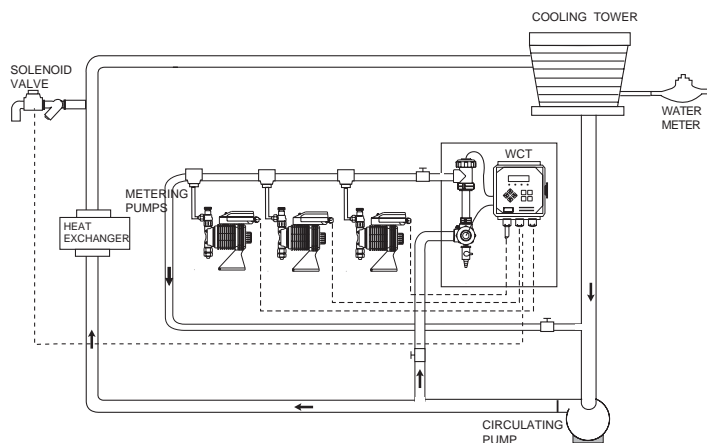 COOLING TOWER
SOLENOID
VALVE
WATER
METER
WCT
METERING
PUMPS
HEAT
EXCHANGER
CIRCULATING
PUMP